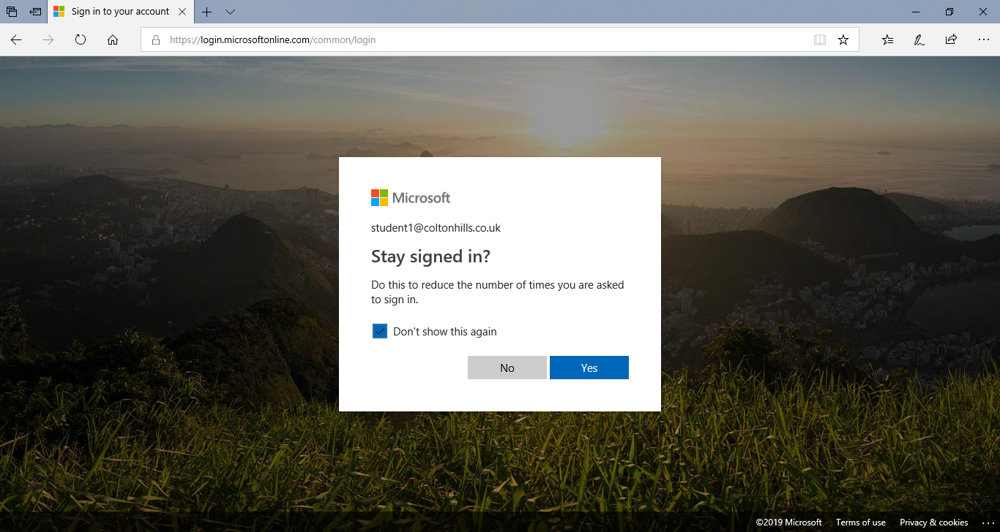 Sign in to your account
https://login.microsoftonline.com/common/login
Microsoft
student1@coltonhills.co.uk
Stay signed in?
Do this to reduce the number of times you are asked
to sign in.
Don't show this again
No Yes
©2019 Microsoft Terms of use Privacy & cookies ...